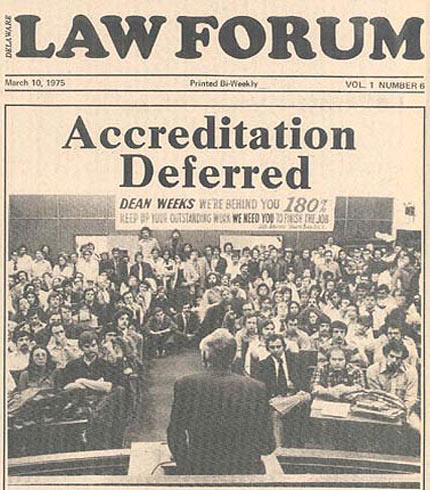 DELAWARE
LAW FORUM
March 10, 1975 Printed Bi-Weekly VOL. 1 NUMBER 6
Accreditation
Deferred
DEAN WEEKS WE'RE BEHIND YOU 180%
KEEP UP YOUR OUTSTANDING WORK WE NEED YOU TO FINISH THE JOB